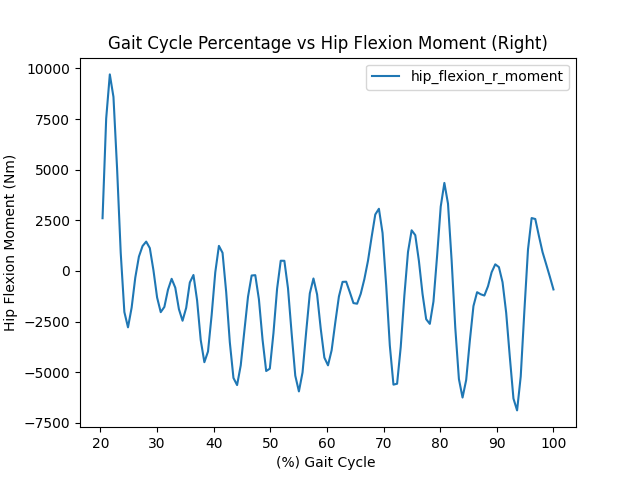 Gait Cycle Percentage vs Hip Flexion Moment (Right)
hip_flexion_r_moment
Hip Flexion Moment (Nm)
10000
7500
5000
2500
0
−2500
−5000
−7500
20 30 40 50 60 70 80 90 100
(%) Gait Cycle